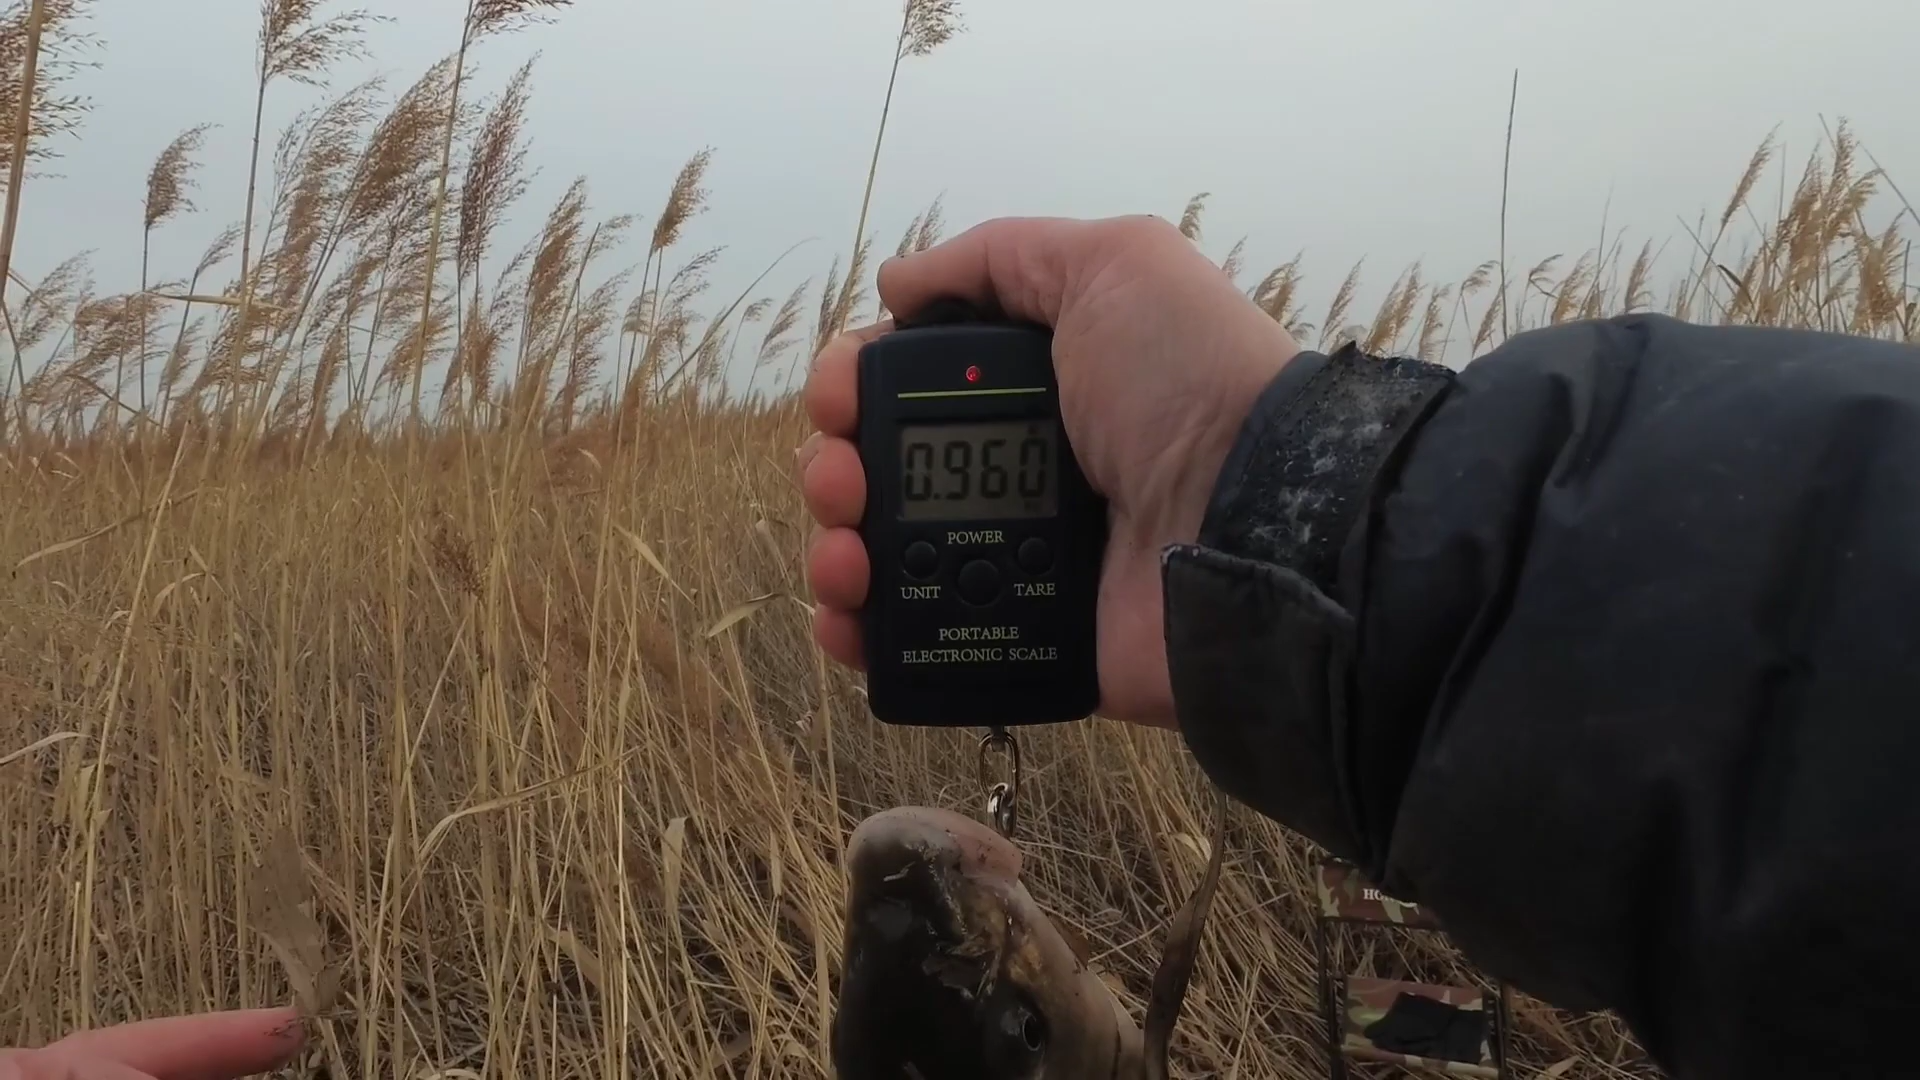 0.960
POWER
UNIT TARE
PORTABLE
ELECTRONIC SCALE